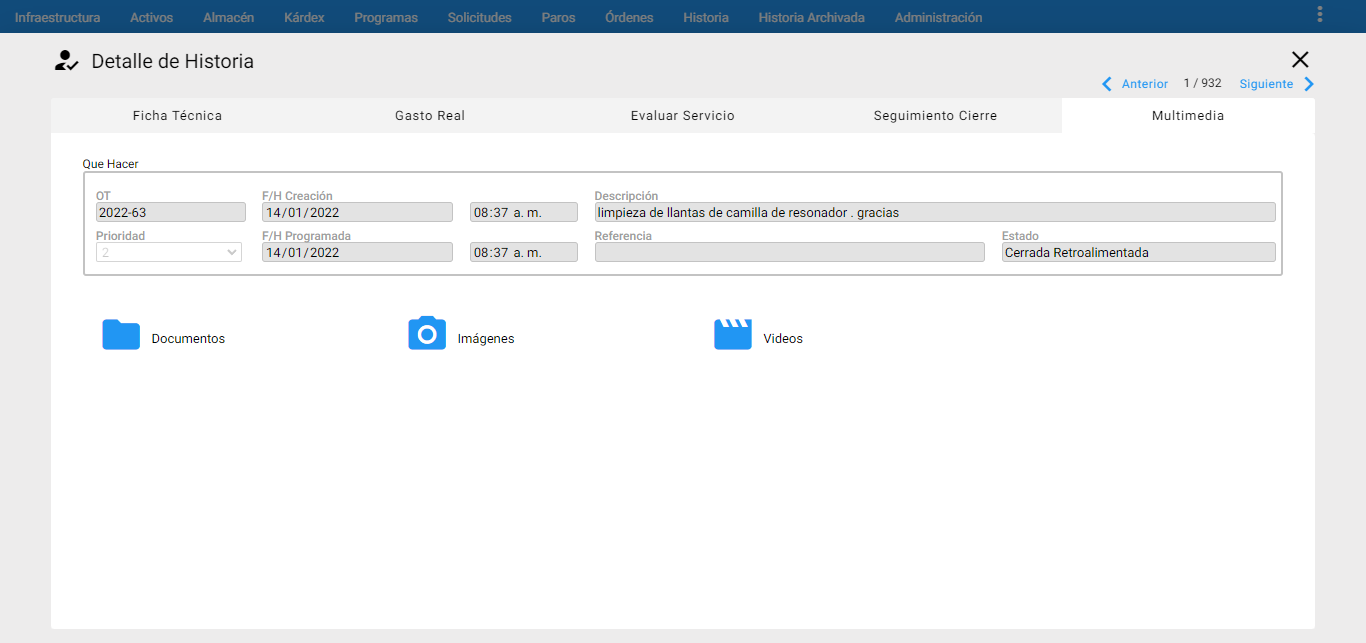 Infraestructura Activos Almacén Kárdex Programas Solicitudes Paros Órdenes Historia Historia Archivada Administración
Detalle de Historia
Anterior 1 / 932 Siguiente
Ficha Técnica Gasto Real Evaluar Servicio Seguimiento Cierre Multimedia
Que Hacer
OT F/H Creación Descripción
2022-63 14/01/2022 08:37 a. m. limpieza de llantas de camilla de resonador . gracias
Prioridad F/H Programada Referencia Estado
2 14/01/2022 08:37 a. m. Cerrada Retroalimentada
Documentos Imágenes Videos